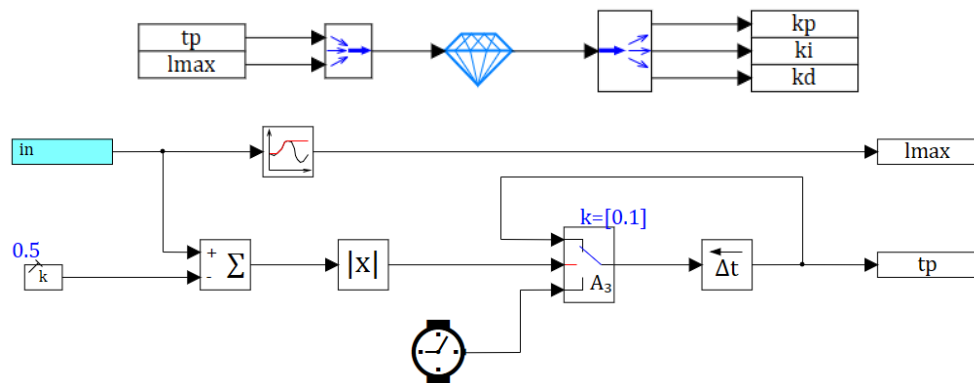 tp
lmax
kp
ki
kd
in
lmax
k=[0.1]
0.5
k
+
-
Σ
|x|
A₃
Δt
tp